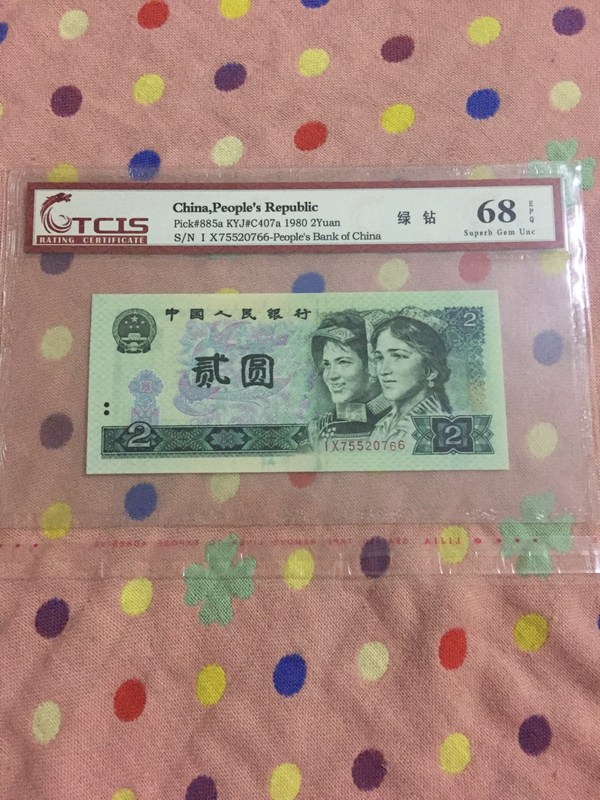 TCIS
RATING CERTIFICATE
China,People's Republic
Pick#885a KYJ#C407a 1980 2Yuan
S/N I X75520766-People's Bank of China
绿 钻
68 EPQ
Superb Gem Unc
中国人民银行
2
贰圆
2
2
IX75520766